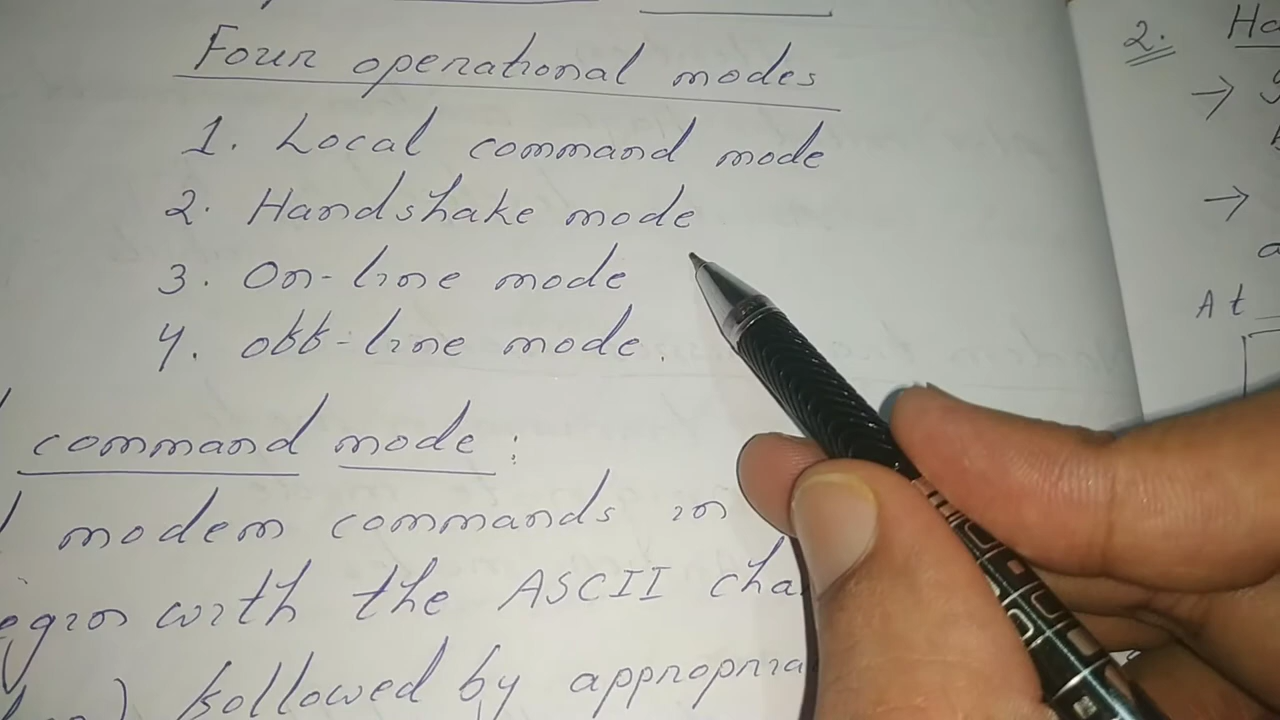 Four operational modes
1. Local command mode
2. Handshake mode
3. On-line mode
4. off-line mode.
command mode :
modem commands in
with the ASCII
followed by
2. 
→
→
At